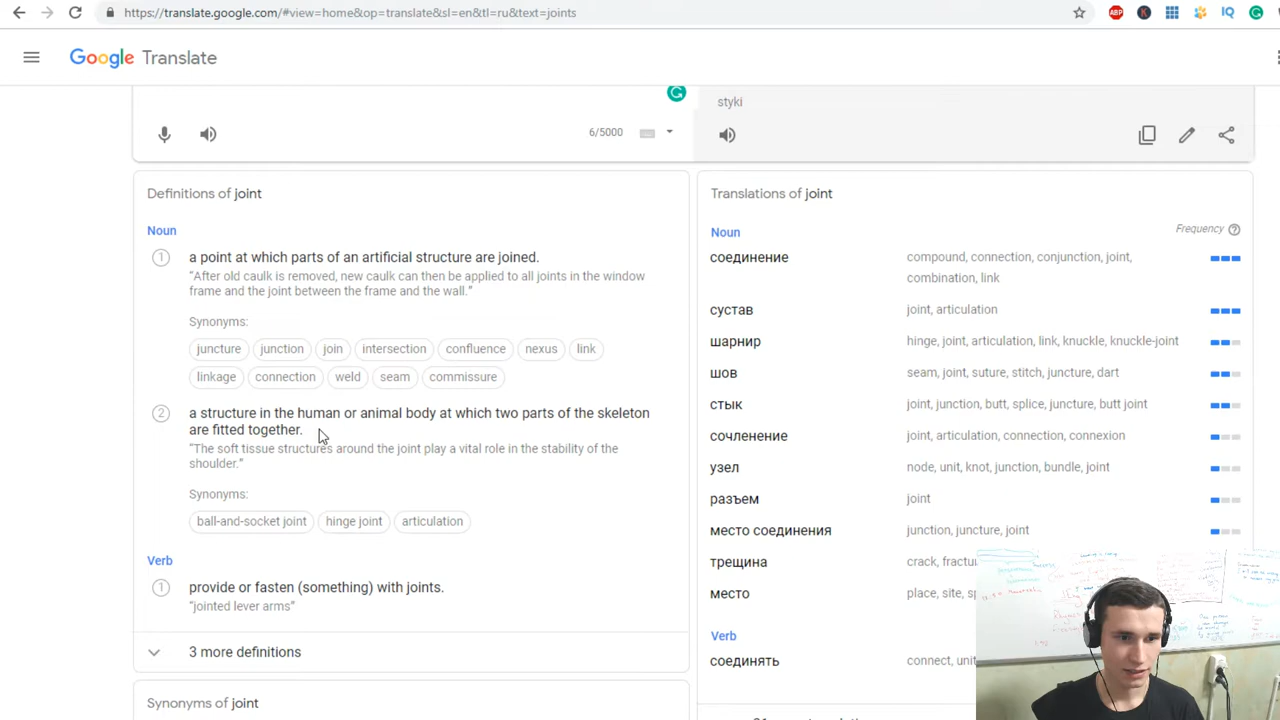 https://translate.google.com/#view=home&op=translate&sl=en&tl=ru&text=joints
ABP
K
IQ
Google Translate
styki
6/5000
Definitions of joint
Noun
1 a point at which parts of an artificial structure are joined.
"After old caulk is removed, new caulk can then be applied to all joints in the window
frame and the joint between the frame and the wall."
Synonyms:
juncture junction join intersection confluence nexus link
linkage connection weld seam commissure
2 a structure in the human or animal body at which two parts of the skeleton
are fitted together.
"The soft tissue structures around the joint play a vital role in the stability of the
shoulder."
Synonyms:
ball-and-socket joint hinge joint articulation
Verb
1 provide or fasten (something) with joints.
"jointed lever arms"
3 more definitions
Synonyms of joint
Translations of joint
Noun Frequency
соединение compound, connection, conjunction, joint,
combination, link
сустав joint, articulation
шарнир hinge, joint, articulation, link, knuckle, knuckle-joint
шов seam, joint, suture, stitch, juncture, dart
стык joint, junction, butt, splice, juncture, butt joint
сочленение joint, articulation, connection, connexion
узел node, unit, knot, junction, bundle, joint
разъем joint
место соединения junction, juncture, joint
трещина crack,
место place, site,
Verb
соединять connect,